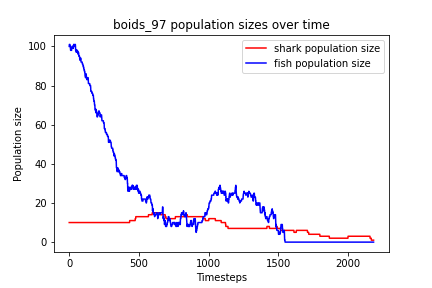 boids_97 population sizes over time
shark population size
fish population size
Population size
100
80
60
40
20
0
0
500
1000
1500
2000
Timesteps